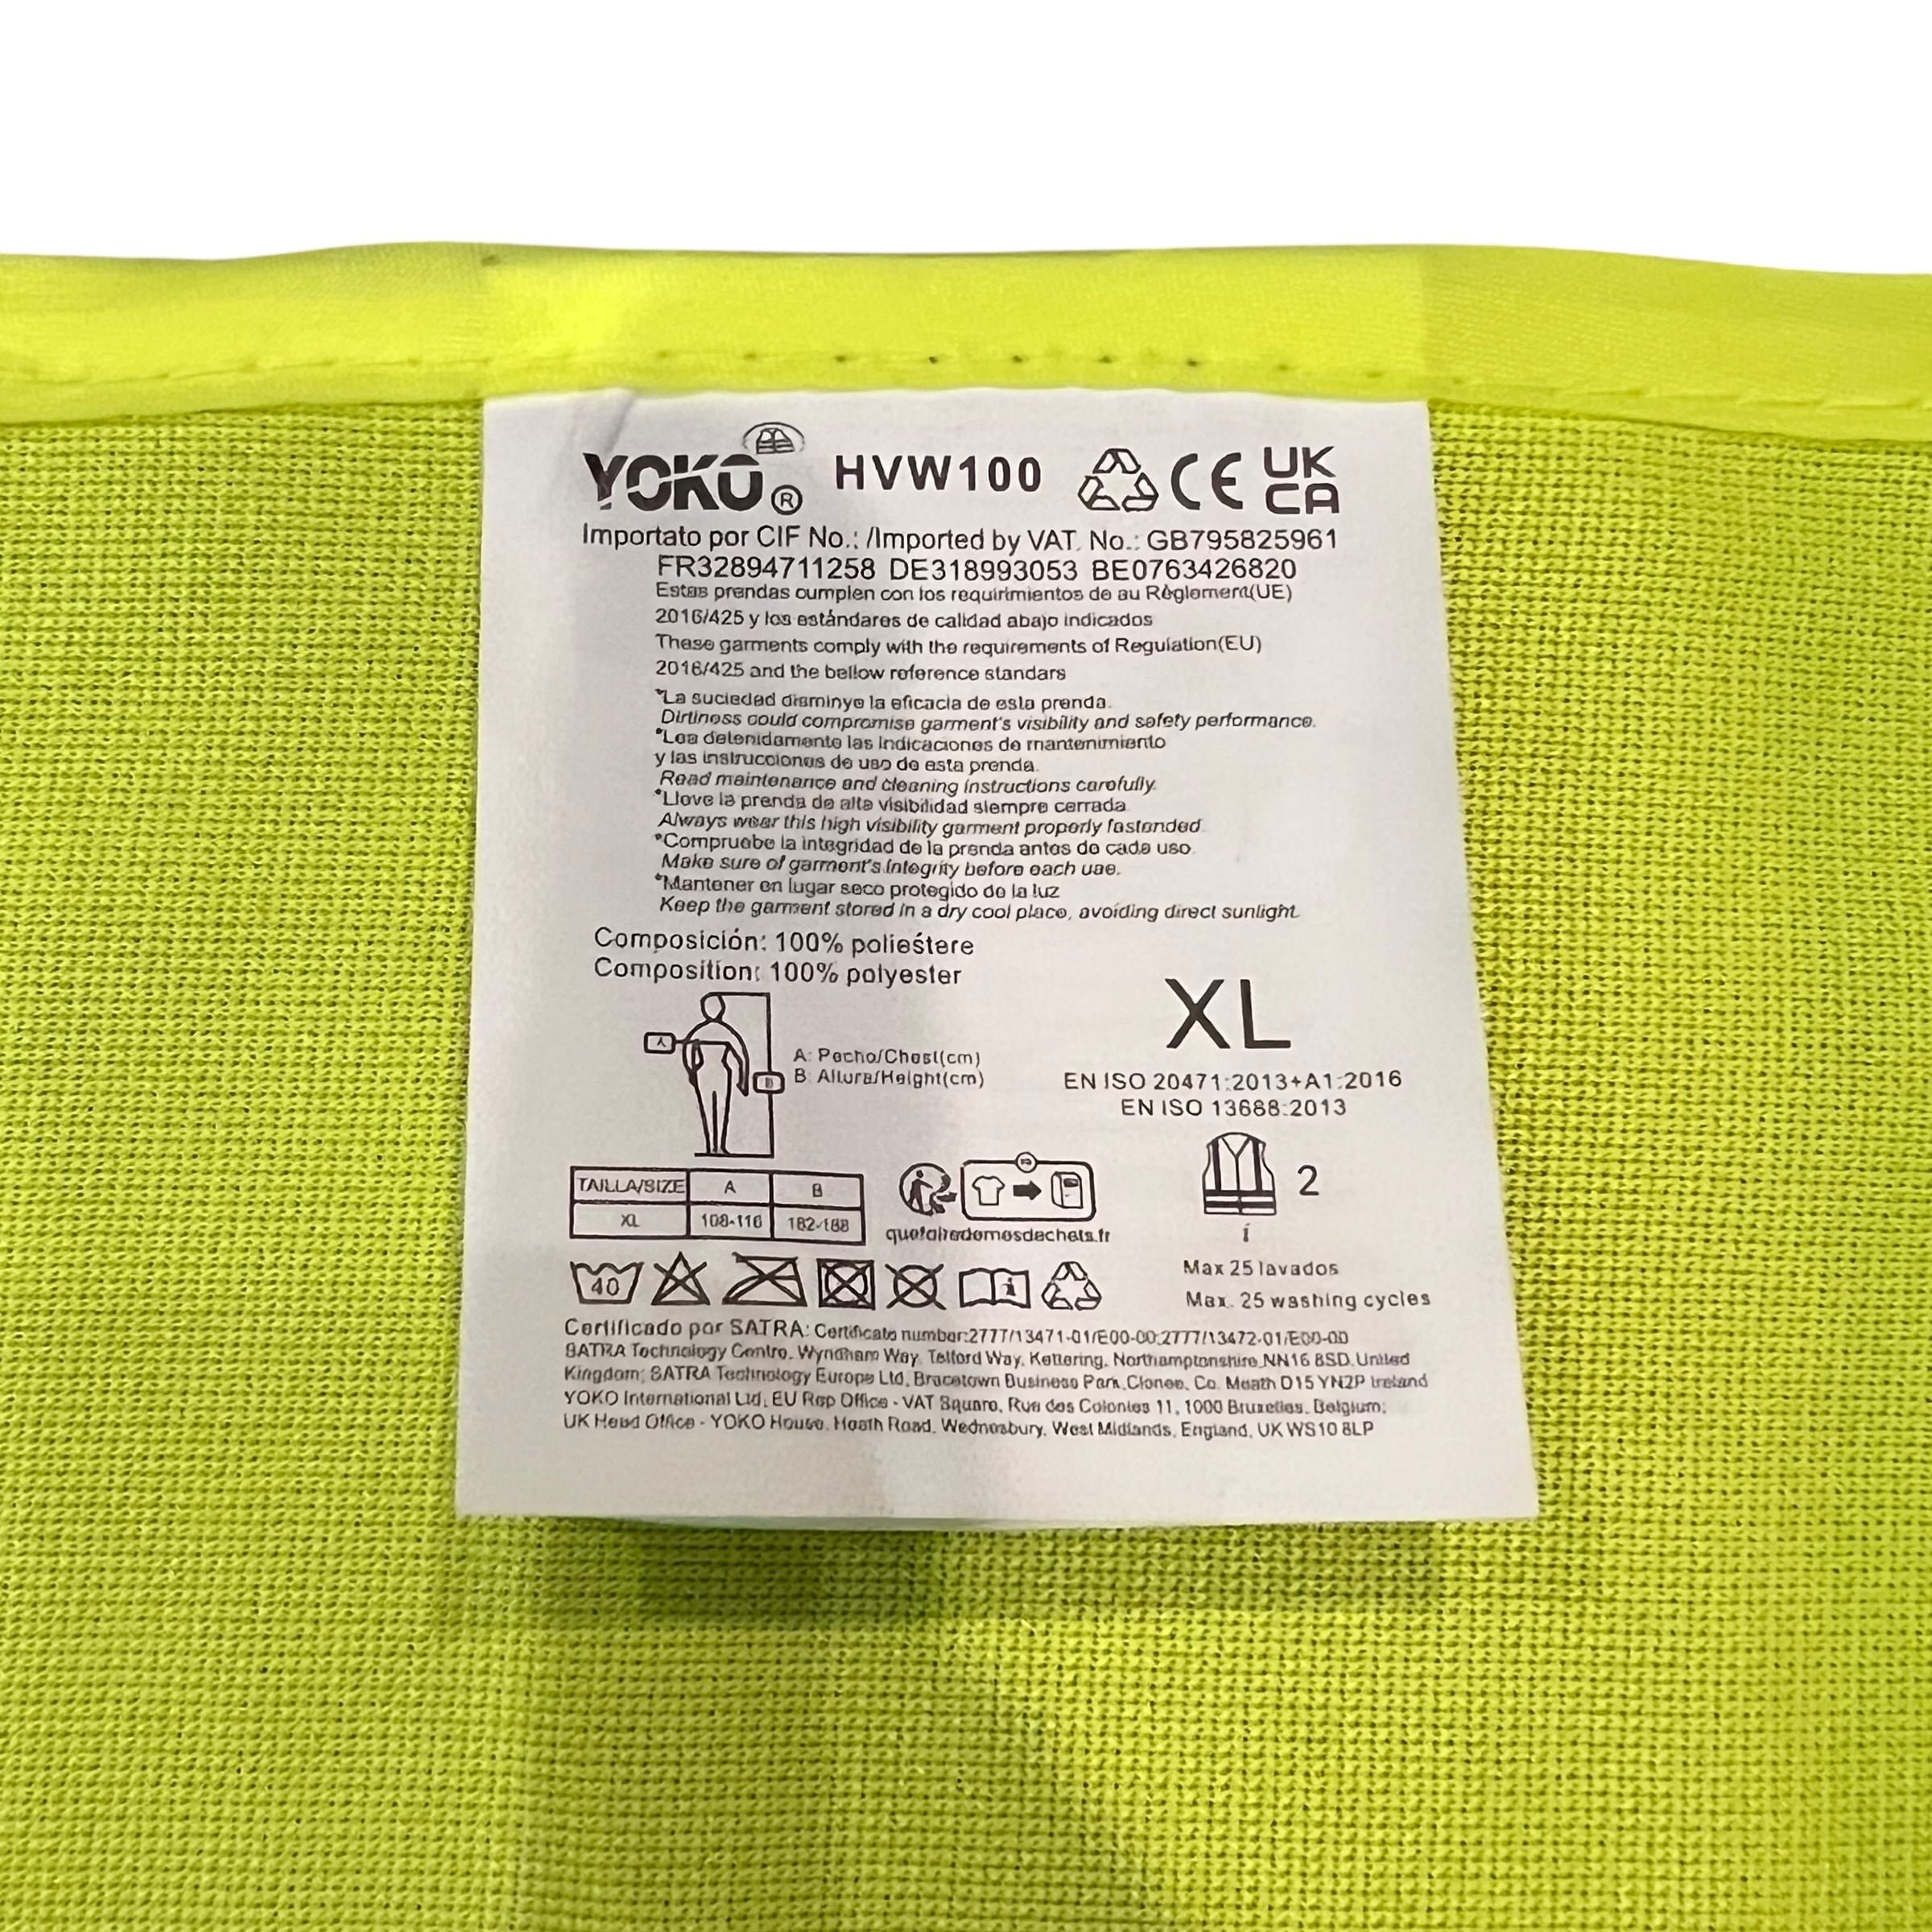 YOKO® HVW100 CE UK CA
Importato por CIF No.: /Imported by VAT. No.: GB795825961
FR32894711258 DE318993053 BE0763426820
Estas prendas cumplen con los requirimientos de au Règlement(UE)
2016/425 y los estándares de calidad abajo indicados
These garments comply with the requirements of Regulation(EU)
2016/425 and the bellow reference standars
*La suciedad disminye la eficacia de esta prenda.
Dirtiness could compromise garment's visibility and safety performance.
*Lea detenidamente las Indicaciones de mantenimiento
y las instrucciones de uso de esta prenda.
Read maintenance and cleaning instructions carefully.
*Lleve la prenda de alta visibilidad siempre cerrada
Always wear this high visibility garment properly fastended
*Compruebe la integridad de la prenda antes de cada uso.
Make sure of garment's integrity before each use.
*Mantener en lugar seco protegido de la luz
Keep the garment stored in a dry cool place, avoiding direct sunlight.
Composición: 100% polieśtere
Composition: 100% polyester
XL
A
B
A: Pecho/Chest(cm)
B: Altura/Height(cm)
EN ISO 20471:2013+A1:2016
EN ISO 13688:2013
2
i
TAILLA/SIZE A B
XL 108-116 182-188
quefairedemesdechets.fr
40
Max 25 lavados
Max. 25 washing cycles
Certificado por SATRA: Certificate number:2777/13471-01/E00-00;2777/13472-01/E00-00
SATRA Technology Centre, Wyndham Way, Telford Way, Kettering, Northamptonshire,NN16 8SD,United
Kingdom; SATRA Technology Europe Ltd, Bracetown Business Park,Clonee, Co. Meath D15 YN2P Ireland
YOKO International Ltd, EU Rep Office - VAT Square, Rue des Colonies 11, 1000 Bruxelles, Belgium;
UK Head Office - YOKO House, Heath Road, Wednesbury, West Midlands, England, UK WS10 8LP